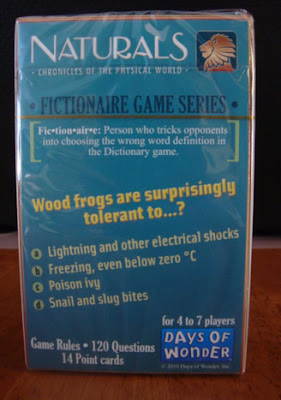 NATURALS
· CHRONICLES OF THE PHYSICAL WORLD ·
· FICTIONAIRE GAME SERIES ·
Fic•tion•air•e: Person who tricks opponents
into choosing the wrong word definition in
the Dictionary game.
Wood frogs are surprisingly
tolerant to...?
a Lightning and other electrical shocks
b Freezing, even below zero °C
c Poison ivy
d Snail and slug bites
for 4 to 7 players
Game Rules • 120 Questions
14 Point cards
DAYS OF
WONDER
Days of Wonder, Inc.